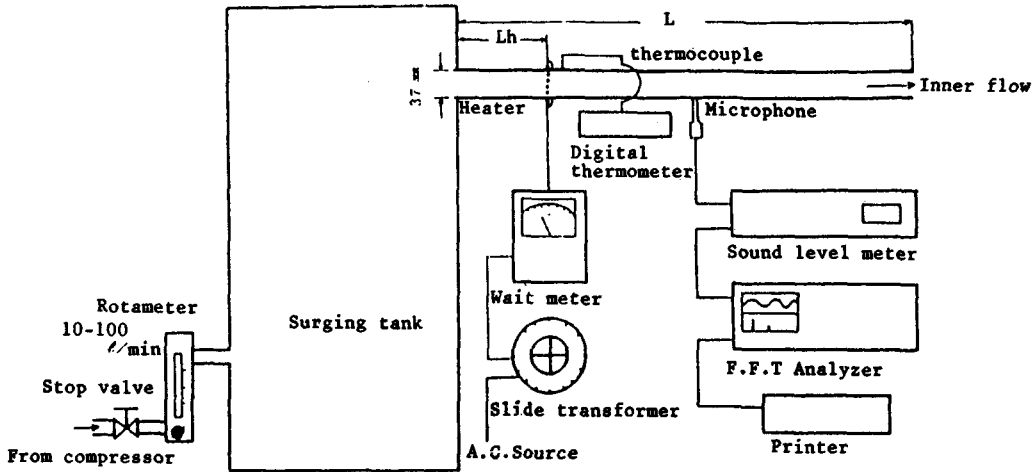 L
Lh
thermocouple
37 mm
Inner flow
Heater
Microphone
Digital
thermometer
Sound level meter
Wait meter
Rotameter
10-100
ℓ/min
Surging tank
F.F.T Analyzer
Stop valve
Slide transformer
From compressor
A.C.Source
Printer